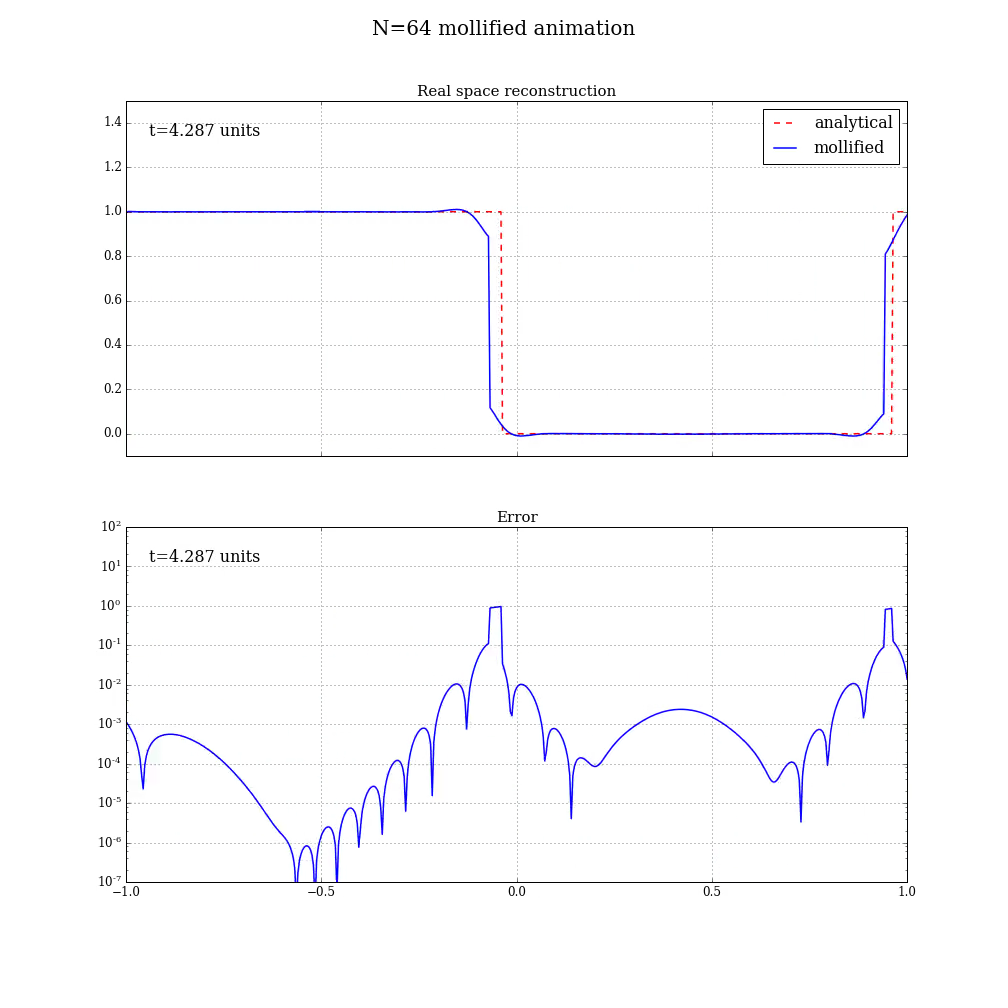 N=64 mollified animation
Real space reconstruction
t=4.287 units
analytical
mollified
1.4
1.2
1.0
0.8
0.6
0.4
0.2
0.0
Error
t=4.287 units
10²
10¹
10⁰
10⁻¹
10⁻²
10⁻³
10⁻⁴
10⁻⁵
10⁻⁶
10⁻⁷
−1.0 −0.5 0.0 0.5 1.0